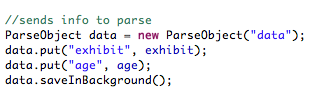 //sends info to parse
ParseObject data = new ParseObject("data");
data.put("exhibit", exhibit);
data.put("age", age);
data.saveInBackground();